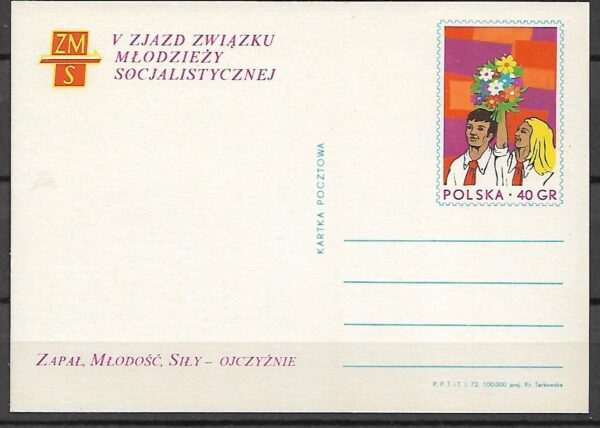 ZM
S
V ZJAZD ZWIĄZKU
MŁODZIEŻY
SOCJALISTYCZNEJ
POLSKA · 40 GR
KARTKA POCZTOWA
ZAPAŁ, MŁODOŚĆ, SIŁY – OJCZYŹNIE
P. P. T. i T. I. 72. 100.000 proj. Kr. Tarkowska